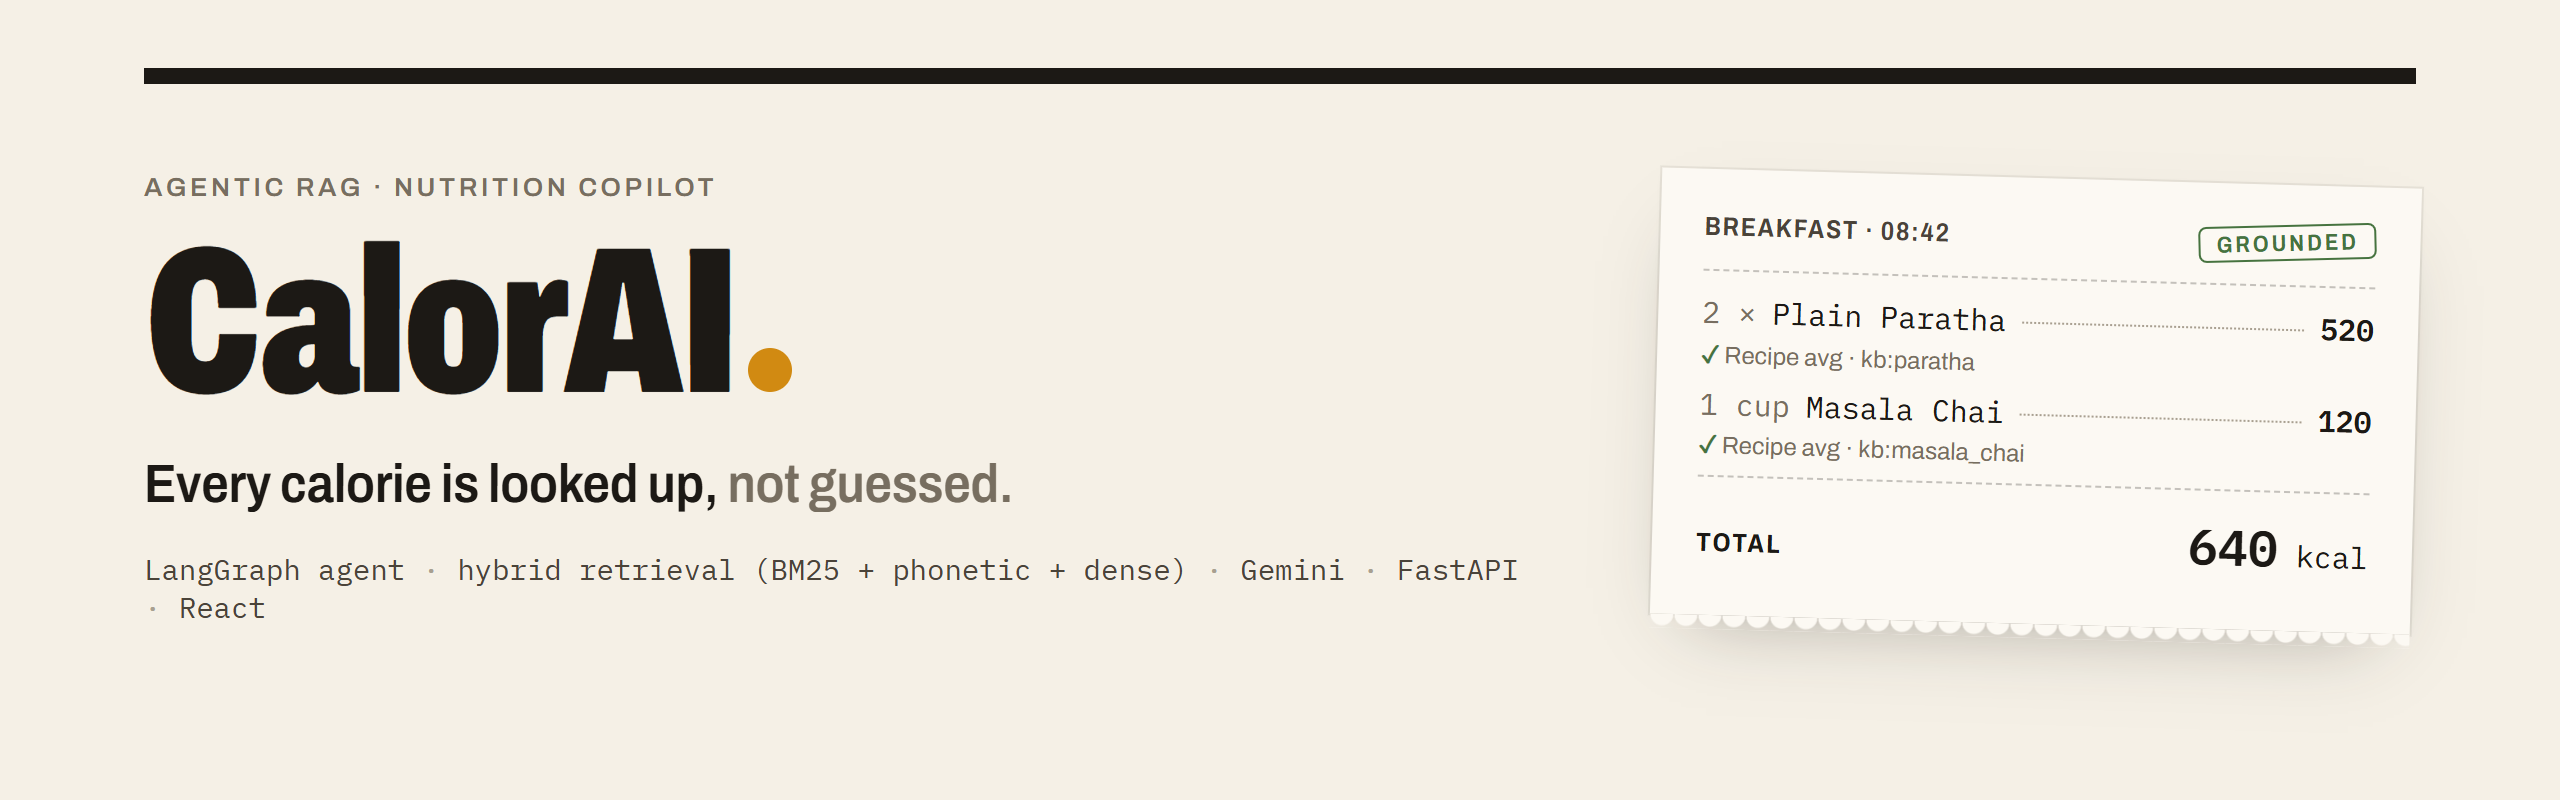 AGENTIC RAG · NUTRITION COPILOT
CalorAI.
Every calorie is looked up, not guessed.
LangGraph agent · hybrid retrieval (BM25 + phonetic + dense) · Gemini · FastAPI
· React
BREAKFAST · 08:42 GROUNDED
2 × Plain Paratha 520
✓ Recipe avg · kb:paratha
1 cup Masala Chai 120
✓ Recipe avg · kb:masala_chai
TOTAL 640 kcal